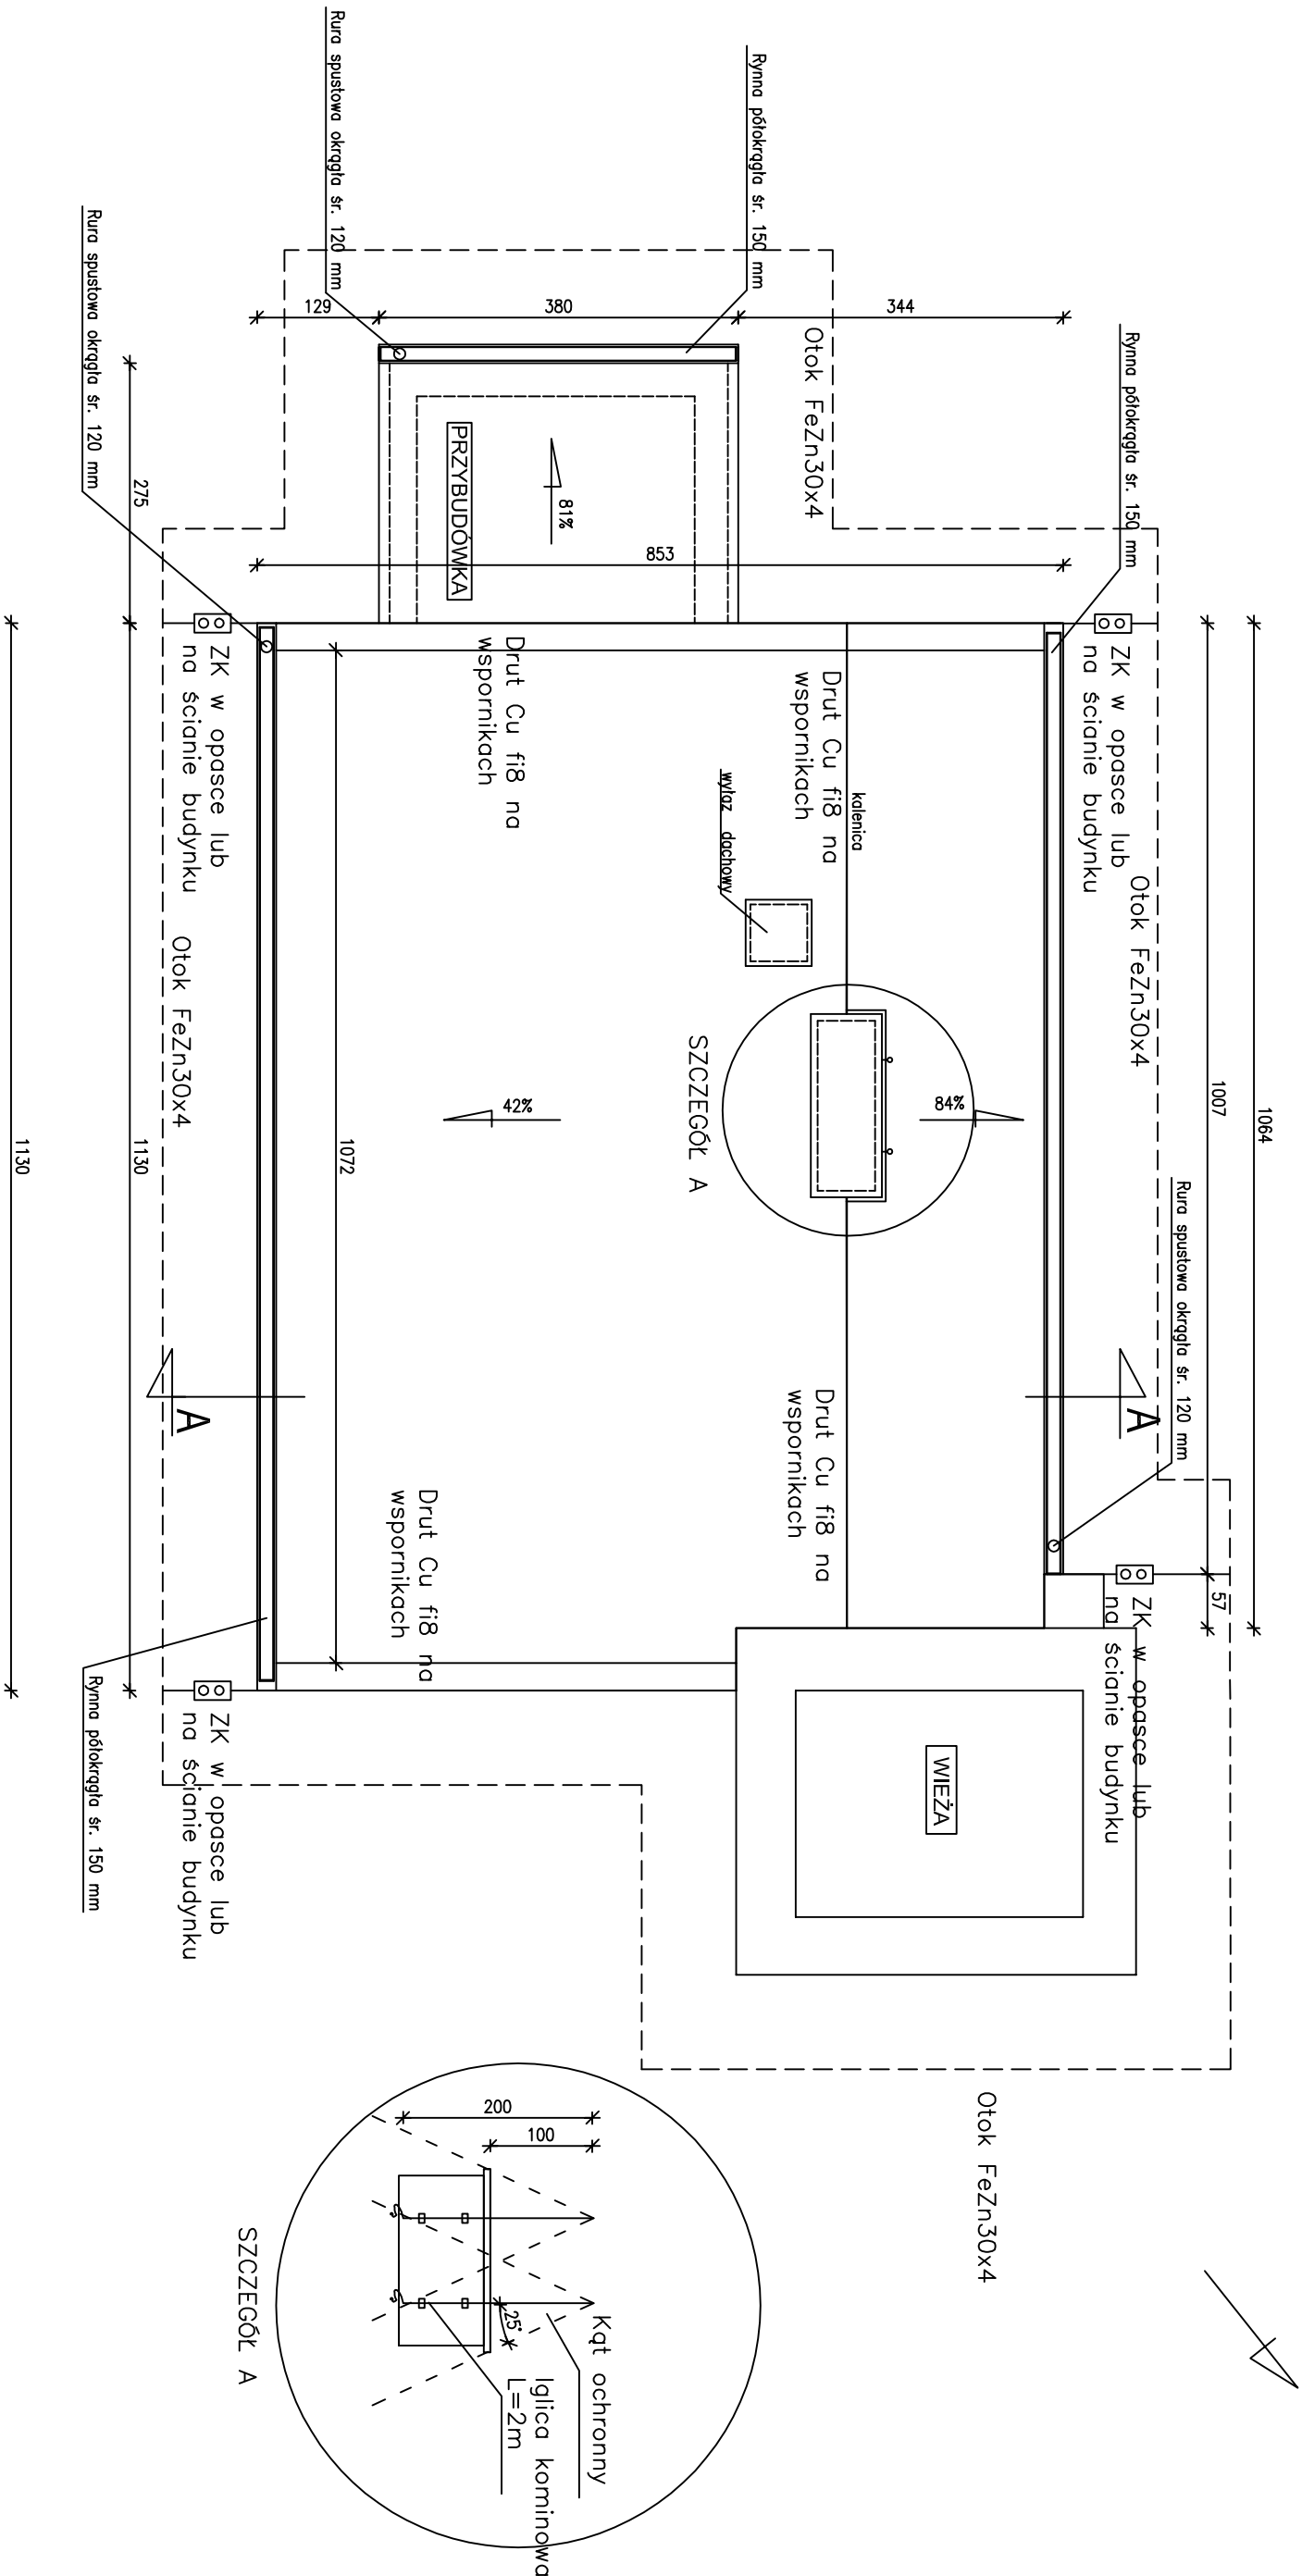 Rura spustowa okrągła śr. 120 mm
Rynna półokrągła śr. 150 mm
Rynna półokrągła śr. 150 mm
Rura spustowa okrągła śr. 120 mm
129
380
344
Otok FeZn30x4
275
853
81%
PRZYBUDÓWKA
ZK w opasce lub
na ścianie budynku
Otok FeZn30x4
1007
1064
57
Rura spustowa okrągła śr. 120 mm
ZK w opasce lub
na ścianie budynku
Drut Cu fi8 na
wspornikach
kalenica
wyłaz dachowy
Drut Cu fi8 na
wspornikach
SZCZEGÓŁ A
84%
42%
1072
ZK w opasce lub
na ścianie budynku
Otok FeZn30x4
1130
1130
A
A
Drut Cu fi8 na
wspornikach
Drut Cu fi8 na
wspornikach
WIEŻA
ZK w opasce lub
na ścianie budynku
Rynna półokrągła śr. 150 mm
Otok FeZn30x4
200
100
25°
Kąt ochronny
Iglica kominowa
L=2m
SZCZEGÓŁ A